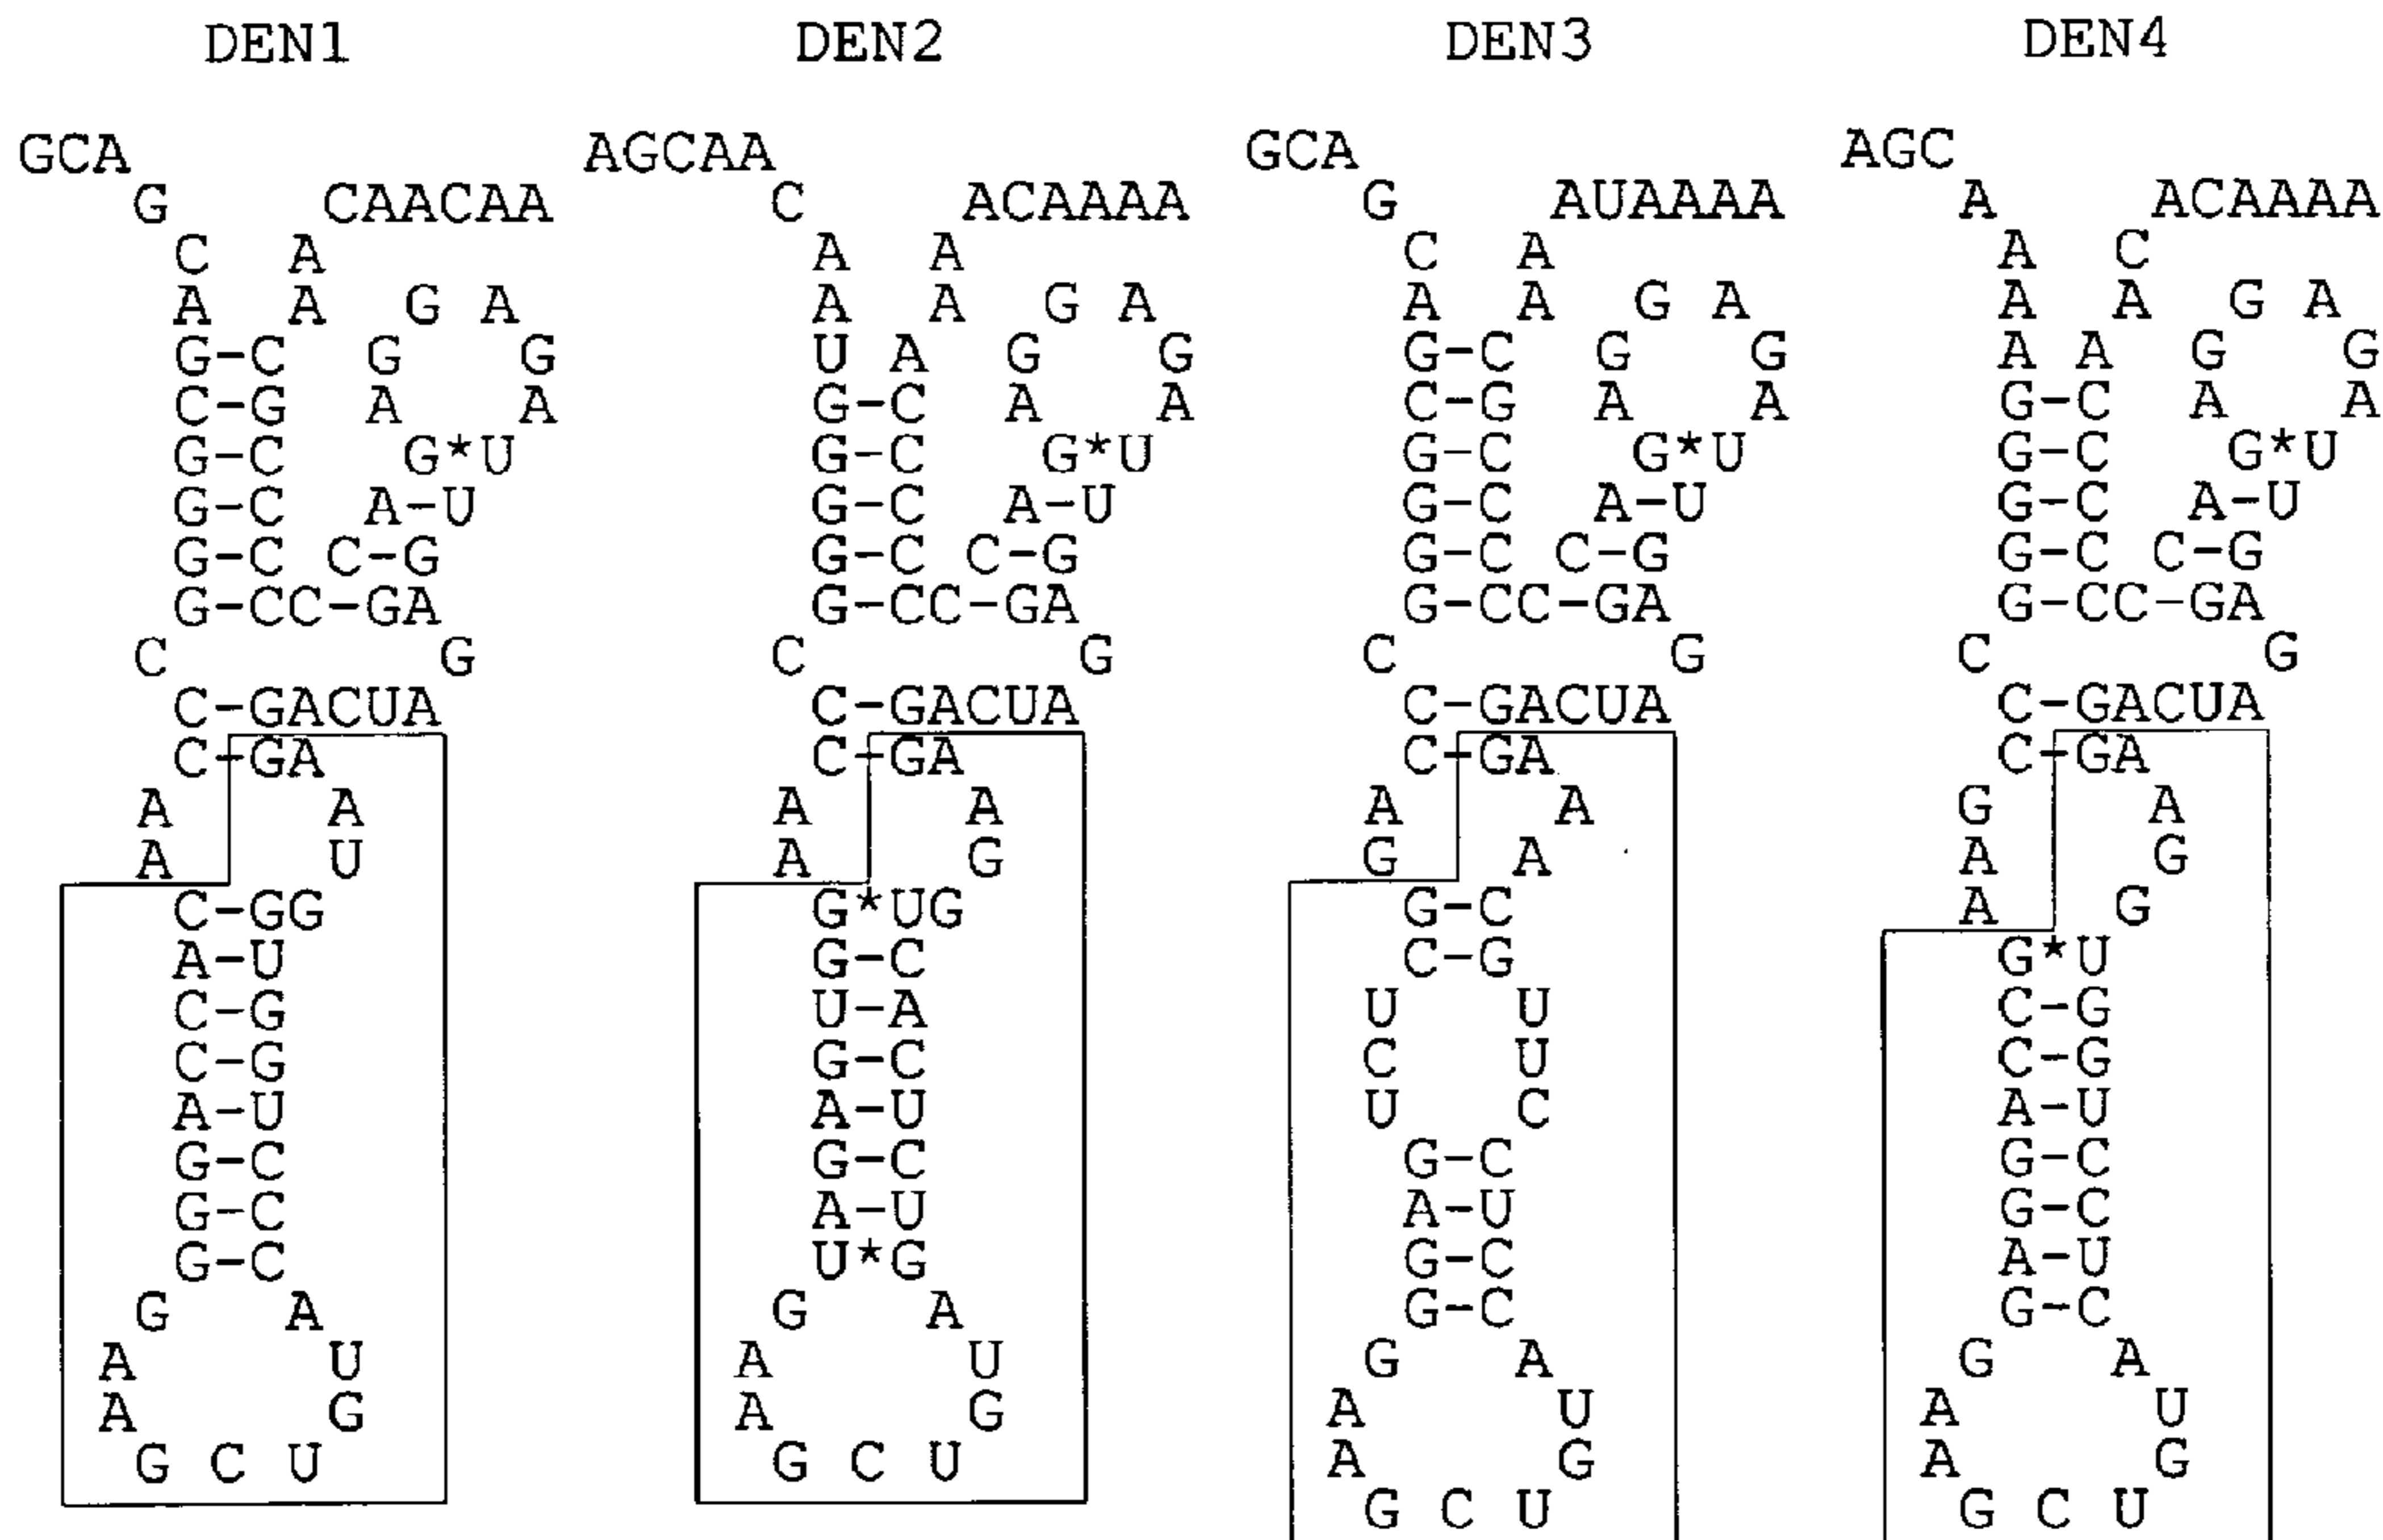 DEN1 DEN2 DEN3 DEN4
GCA AGCAA GCA AGC
G CAACAA C ACAAAA G AUAAAA A ACAAAA
C A A A C A A C
A A G A A A G A A A G A A A G A
G-C G G U A G G G-C G G A A G G
C-G A A G-C A A C-G A A G-C A A
G-C G*U G-C G*U G-C G*U G-C G*U
G-C A-U G-C A-U G-C A-U G-C A-U
G-C C-G G-C C-G G-C C-G G-C C-G
G-CC-GA G-CC-GA G-CC-GA G-CC-GA
C G C G C G C G
C-GACUA C-GACUA C-GACUA C-GACUA
C-GA C-GA C-GA C-GA
A A A A A A G A
A U A G G A A G
C-GG G*UG G-C A G
A-U G-C C-G G*U
C-G U-A U U C-G
C-G G-C C U C-G
A-U A-U U C A-U
G-C G-C G-C G-C
G-C A-U A-U G-C
G-C U*G G-C A-U
G A G A G-C G-C
A U A U G A G A
A G A G A U A U
G C U G C U A G A G
G C U G C U